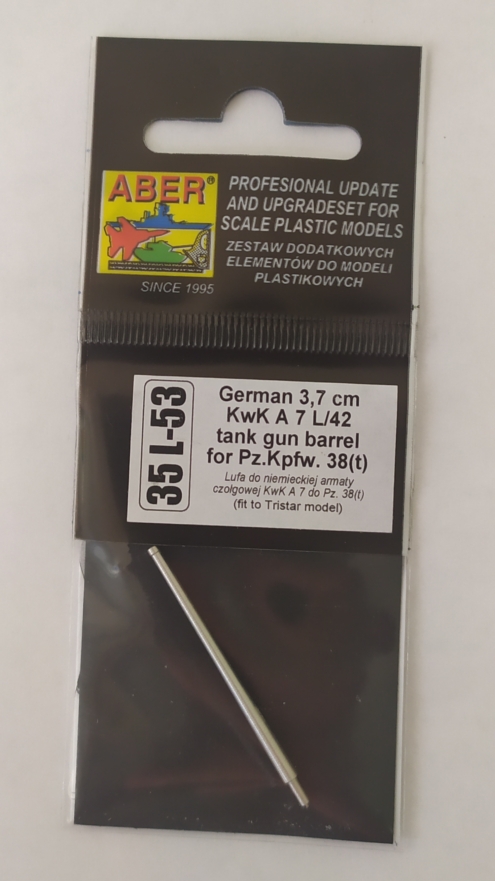 ABER®
SINCE 1995
PROFESIONAL UPDATE
AND UPGRADESET FOR
SCALE PLASTIC MODELS
ZESTAW DODATKOWYCH
ELEMENTÓW DO MODELI
PLASTIKOWYCH
35 L-53
German 3,7 cm
KwK A 7 L/42
tank gun barrel
for Pz.Kpfw. 38(t)
Lufa do niemieckiej armaty
czołgowej KwK A 7 do Pz. 38(t)
(fit to Tristar model)